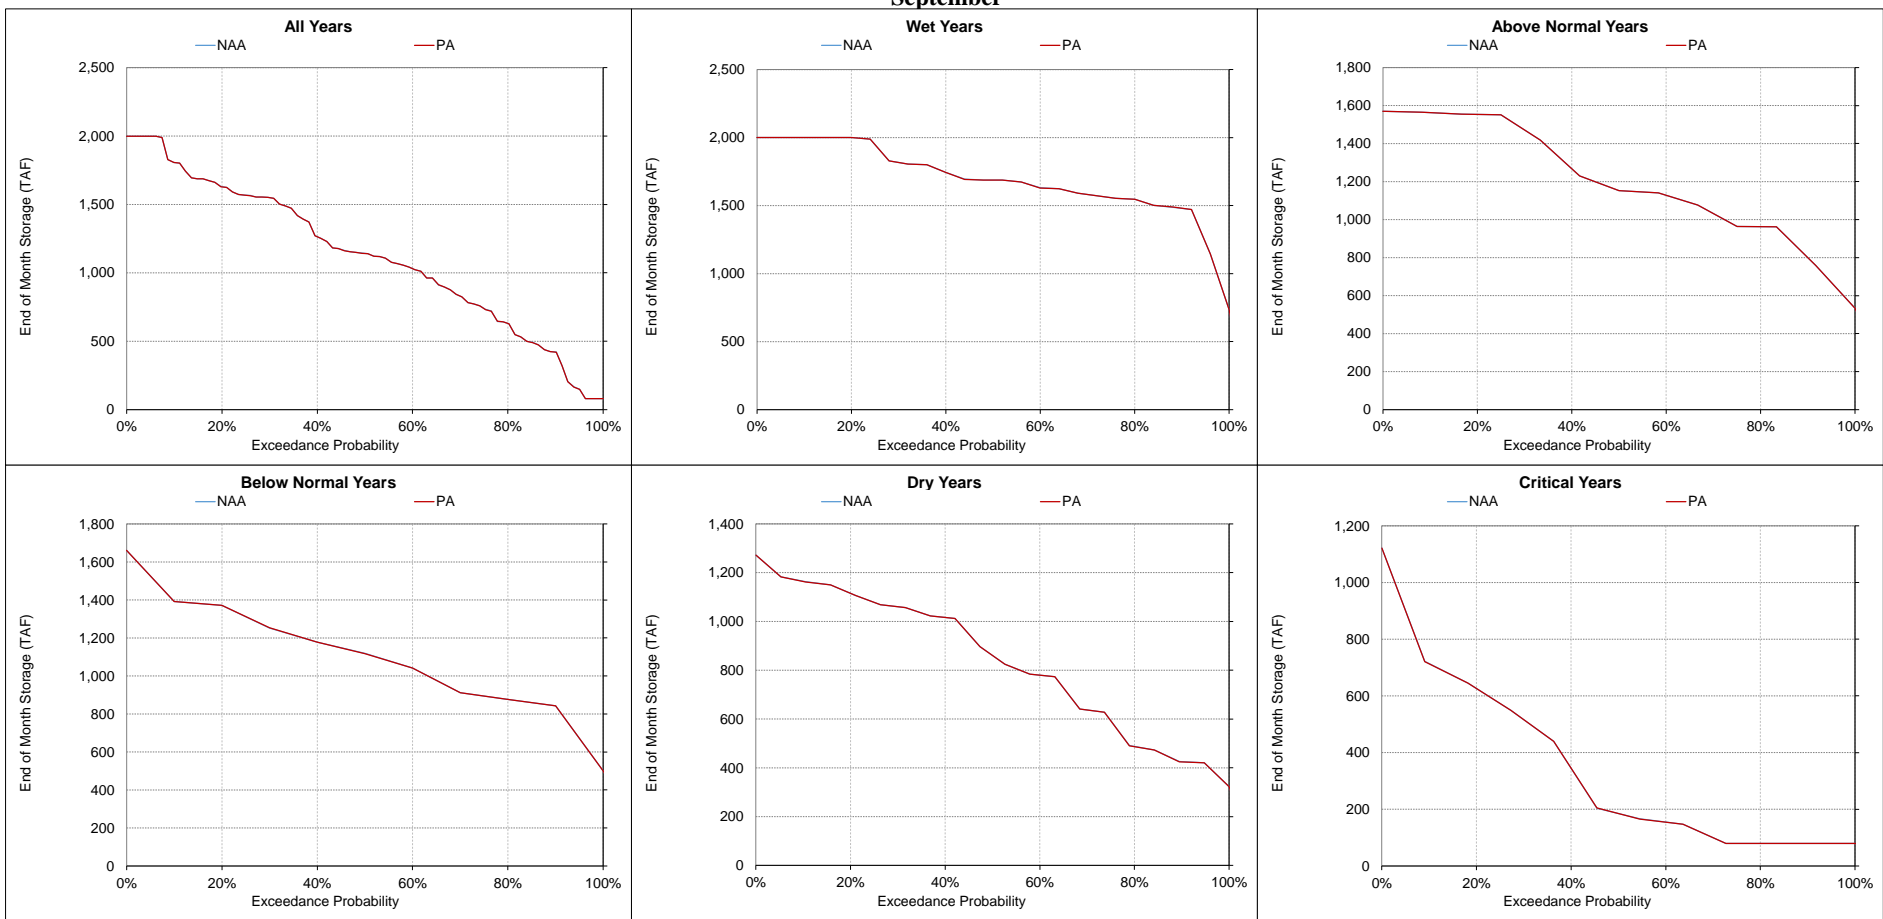 September
All Years
NAA PA
2,500
2,000
1,500
1,000
500
0
End of Month Storage (TAF)
0% 20% 40% 60% 80% 100%
Exceedance Probability
Wet Years
NAA PA
2,500
2,000
1,500
1,000
500
0
End of Month Storage (TAF)
0% 20% 40% 60% 80% 100%
Exceedance Probability
Above Normal Years
NAA PA
1,800
1,600
1,400
1,200
1,000
800
600
400
200
0
End of Month Storage (TAF)
0% 20% 40% 60% 80% 100%
Exceedance Probability
Below Normal Years
NAA PA
1,800
1,600
1,400
1,200
1,000
800
600
400
200
0
End of Month Storage (TAF)
0% 20% 40% 60% 80% 100%
Exceedance Probability
Dry Years
NAA PA
1,400
1,200
1,000
800
600
400
200
0
End of Month Storage (TAF)
0% 20% 40% 60% 80% 100%
Exceedance Probability
Critical Years
NAA PA
1,200
1,000
800
600
400
200
0
End of Month Storage (TAF)
0% 20% 40% 60% 80% 100%
Exceedance Probability